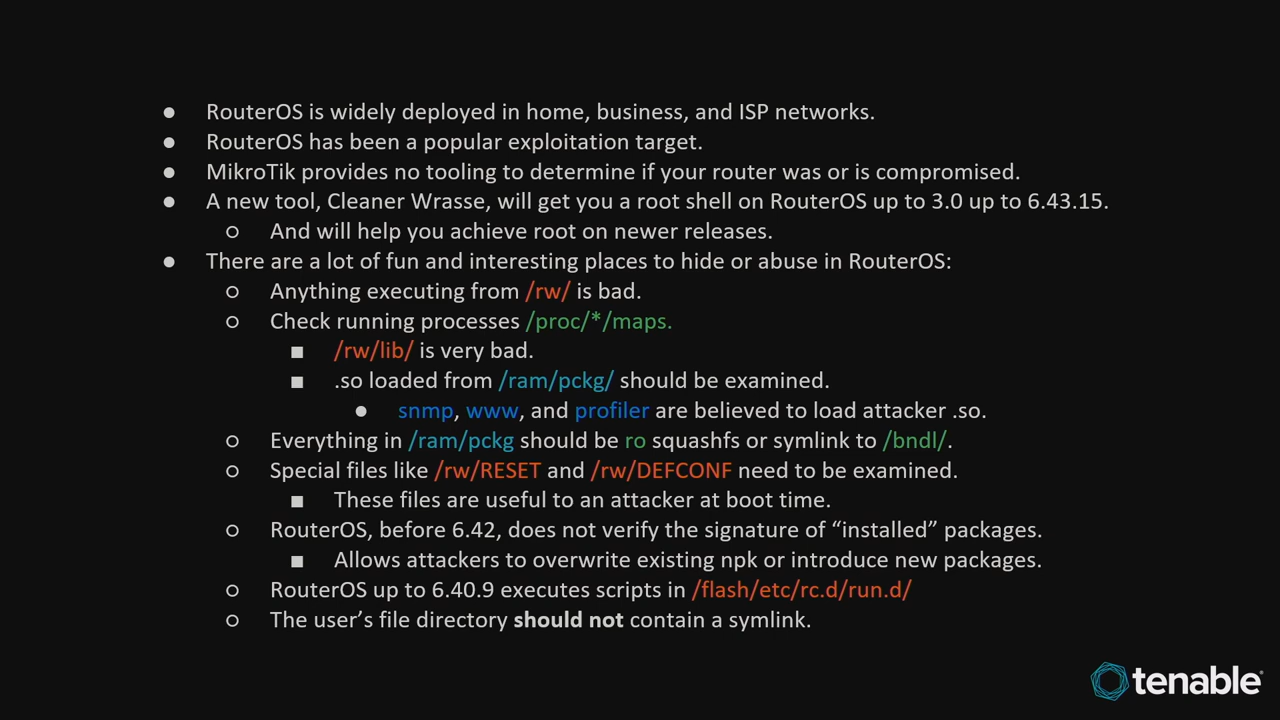 ● RouterOS is widely deployed in home, business, and ISP networks.
● RouterOS has been a popular exploitation target.
● MikroTik provides no tooling to determine if your router was or is compromised.
● A new tool, Cleaner Wrasse, will get you a root shell on RouterOS up to 3.0 up to 6.43.15.
○ And will help you achieve root on newer releases.
● There are a lot of fun and interesting places to hide or abuse in RouterOS:
○ Anything executing from /rw/ is bad.
○ Check running processes /proc/*/maps.
■ /rw/lib/ is very bad.
■ .so loaded from /ram/pckg/ should be examined.
● snmp, www, and profiler are believed to load attacker .so.
○ Everything in /ram/pckg should be ro squashfs or symlink to /bndl/.
○ Special files like /rw/RESET and /rw/DEFCONF need to be examined.
■ These files are useful to an attacker at boot time.
○ RouterOS, before 6.42, does not verify the signature of “installed” packages.
■ Allows attackers to overwrite existing npk or introduce new packages.
○ RouterOS up to 6.40.9 executes scripts in /flash/etc/rc.d/run.d/
○ The user’s file directory should not contain a symlink.
tenable